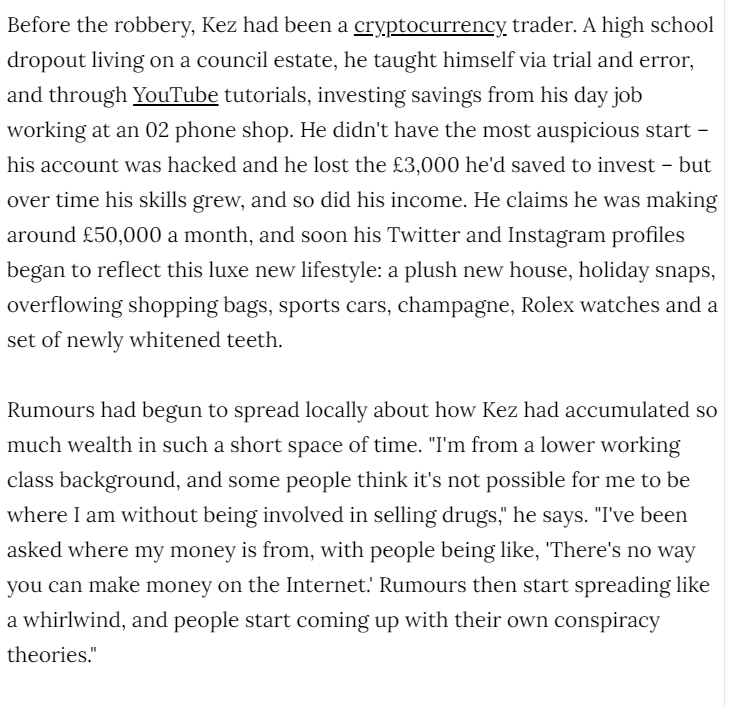 Before the robbery, Kez had been a cryptocurrency trader. A high school
dropout living on a council estate, he taught himself via trial and error,
and through YouTube tutorials, investing savings from his day job
working at an 02 phone shop. He didn't have the most auspicious start –
his account was hacked and he lost the £3,000 he'd saved to invest – but
over time his skills grew, and so did his income. He claims he was making
around £50,000 a month, and soon his Twitter and Instagram profiles
began to reflect this luxe new lifestyle: a plush new house, holiday snaps,
overflowing shopping bags, sports cars, champagne, Rolex watches and a
set of newly whitened teeth.
Rumours had begun to spread locally about how Kez had accumulated so
much wealth in such a short space of time. "I'm from a lower working
class background, and some people think it's not possible for me to be
where I am without being involved in selling drugs," he says. "I've been
asked where my money is from, with people being like, 'There's no way
you can make money on the Internet.' Rumours then start spreading like
a whirlwind, and people start coming up with their own conspiracy
theories."